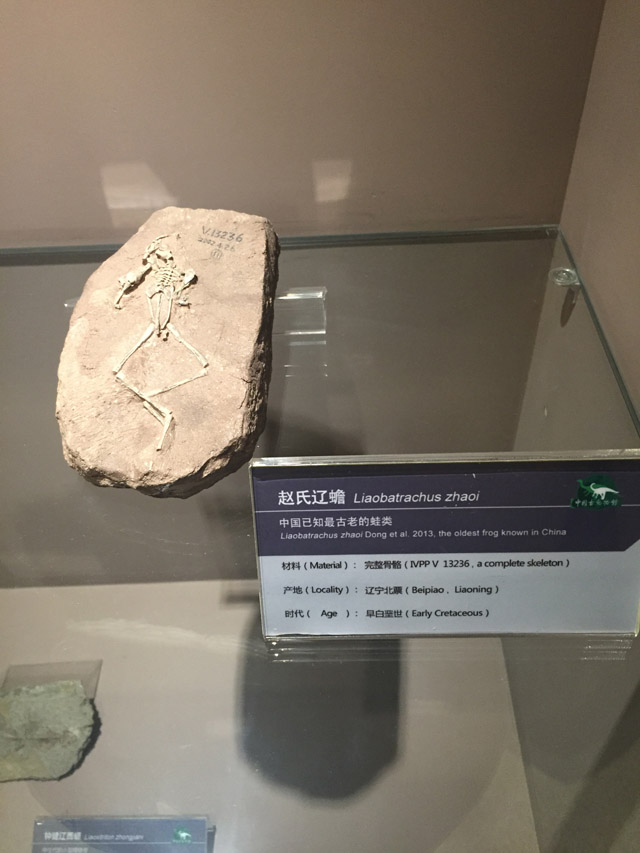 V.13236
赵氏辽蟾 Liaobatrachus zhaoi
中国已知最古老的蛙类
Liaobatrachus zhaoi Dong et al. 2013, the oldest frog known in China
材料（Material）： 完整骨骼（IVPP V 13236 , a complete skeleton）
产地（Locality）： 辽宁北票（Beipiao , Liaoning）
时代（ Age ）： 早白垩世（Early Cretaceous）